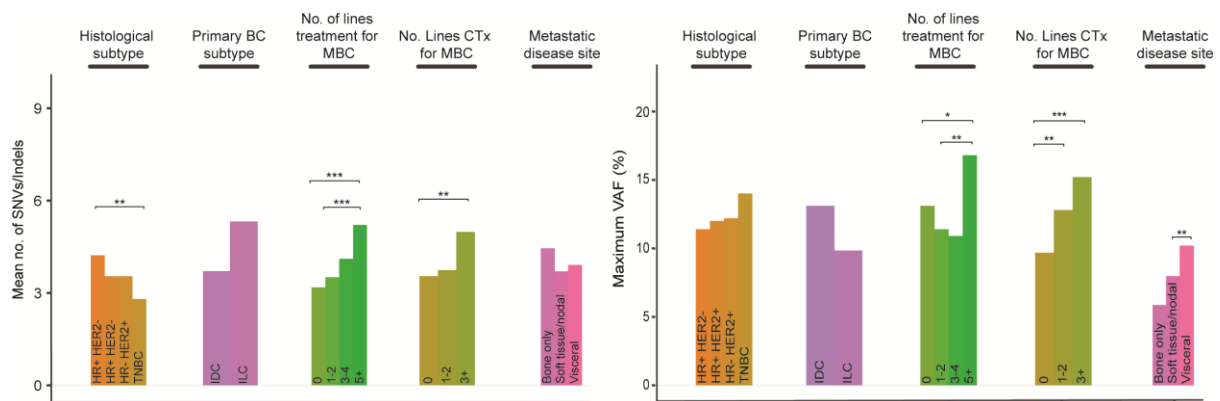 Histological
subtype
Primary BC
subtype
No. of lines
treatment for
MBC
No. Lines CTx
for MBC
Metastatic
disease site
Mean no. of SNVs/Indels
9
6
3
0
**
***
***
**
HR+ HER2-
HR+ HER2-
HR- HER2+
TNBC
IDC
ILC
0
1-2
3-4
5+
0
1-2
3+
Bone only
Soft tissue/nodal
Visceral
Histological
subtype
Primary BC
subtype
No. of lines
treatment for
MBC
No. Lines CTx
for MBC
Metastatic
disease site
Maximum VAF (%)
20
15
10
5
0
*
**
***
**
**
HR+ HER2-
HR+ HER2+
HR- HER2+
TNBC
IDC
ILC
0
1-2
3-4
5+
0
1-2
3+
Bone only
Soft tissue/nodal
Visceral